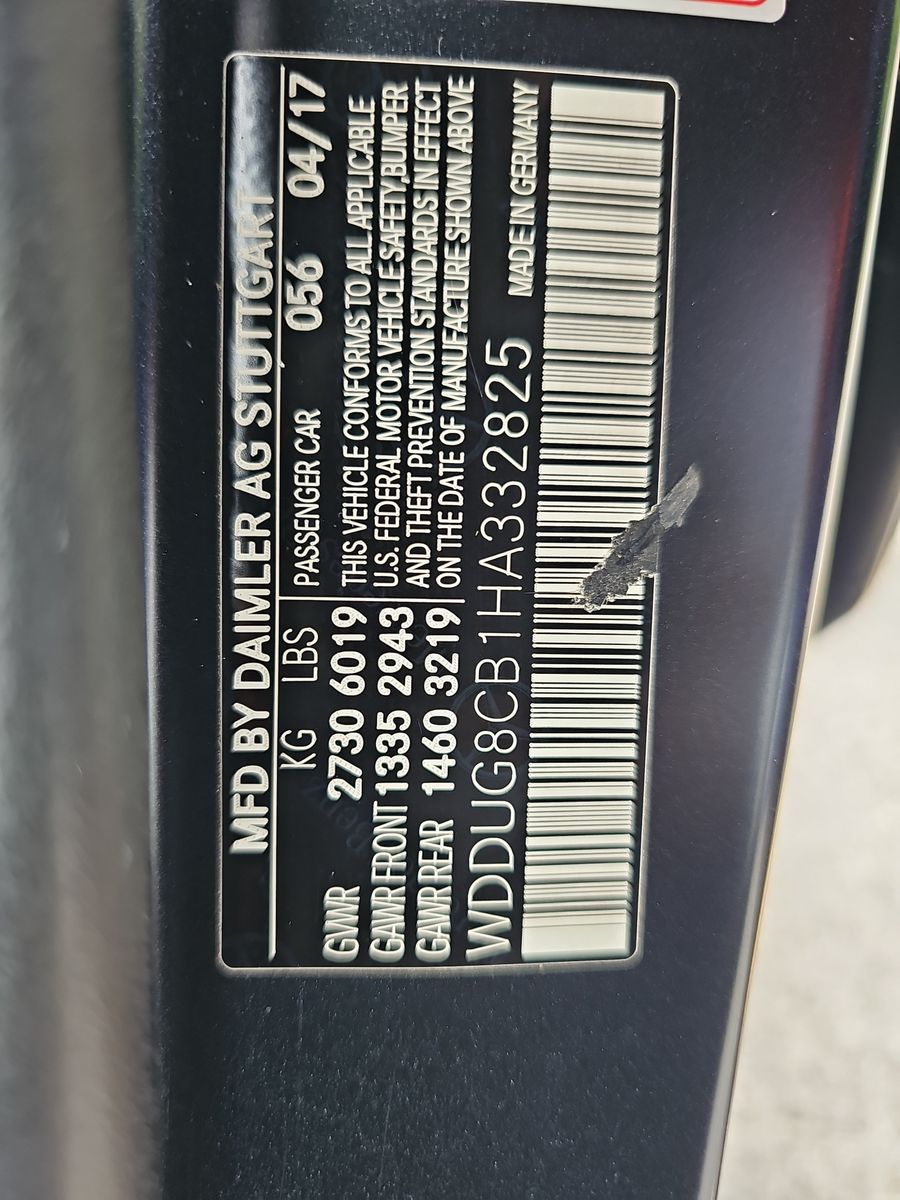 MFD BY DAIMLER AG STUTTGART
KG LBS PASSENGER CAR 056 04/17
GWR 2730 6019 THIS VEHICLE CONFORMS TO ALL APPLICABLE
GAWR FRONT 1335 2943 U.S. FEDERAL MOTOR VEHICLE SAFETY,BUMPER
GAWR REAR 1460 3219 AND THEFT PREVENTION STANDARDS IN EFFECT
ON THE DATE OF MANUFACTURE SHOWN ABOVE
WDDUG8CB1HA332825 MADE IN GERMANY